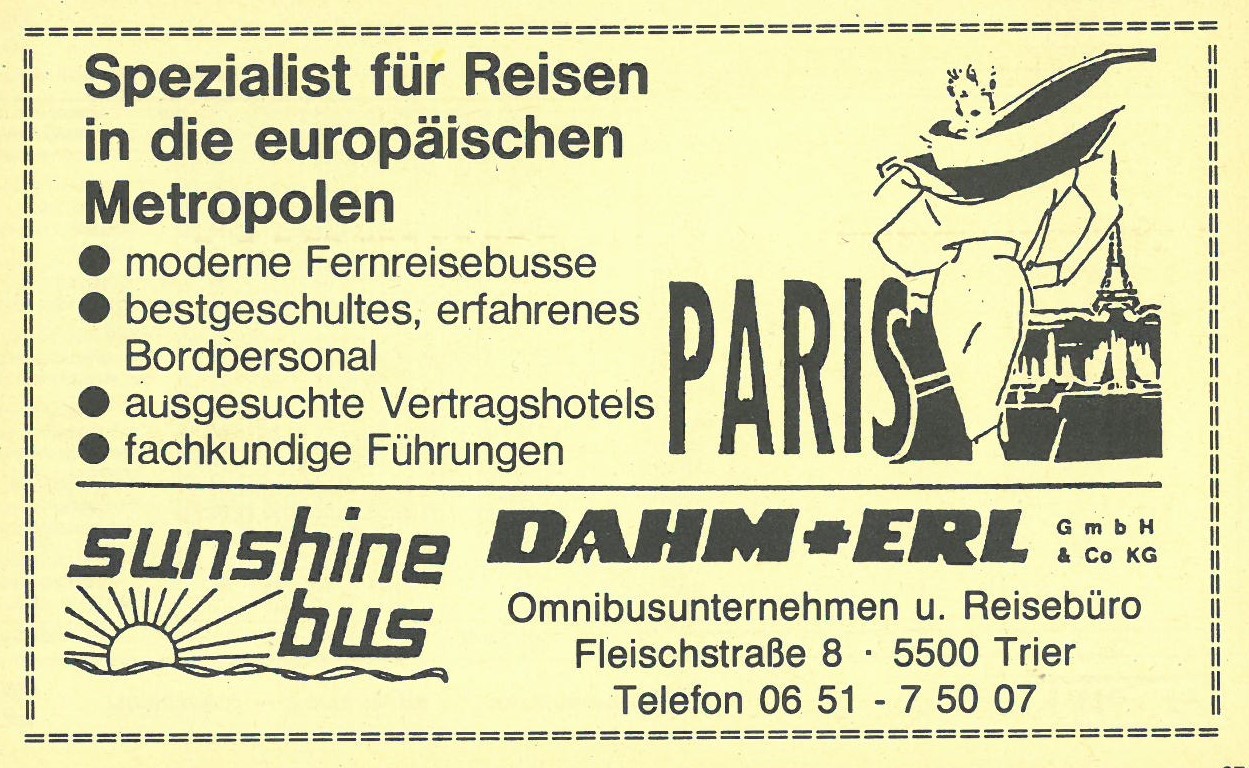 Spezialist für Reisen
in die europäischen
Metropolen
● moderne Fernreisebusse
● bestgeschultes, erfahrenes
Bordpersonal
● ausgesuchte Vertragshotels
● fachkundige Führungen
PARIS
sunshine
bus
DAHM+ERL GmbH
& Co KG
Omnibusunternehmen u. Reisebüro
Fleischstraße 8 · 5500 Trier
Telefon 06 51 - 7 50 07